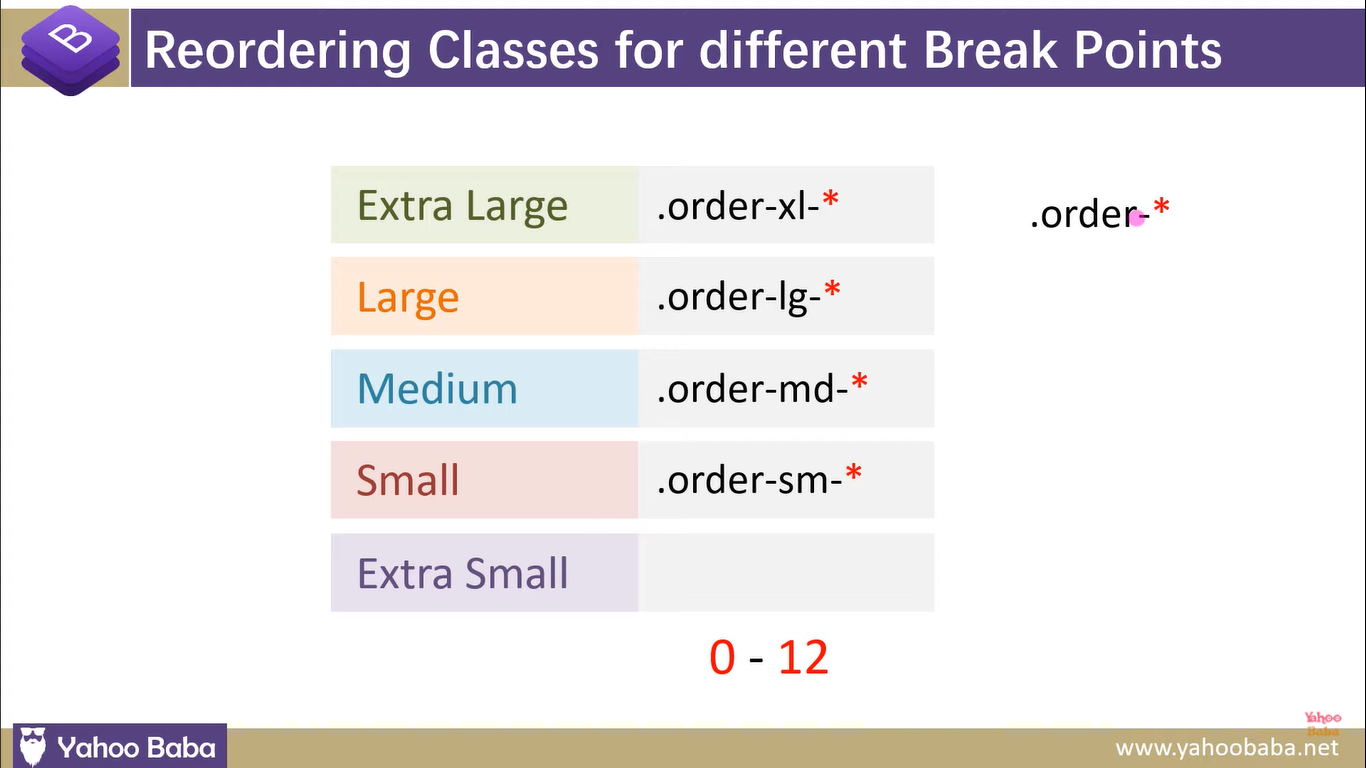 B
Reordering Classes for different Break Points
Extra Large .order-xl-*
.order-*
Large .order-lg-*
Medium .order-md-*
Small .order-sm-*
Extra Small
0 - 12
Yahoo Baba
Yahoo
Baba
www.yahoobaba.net